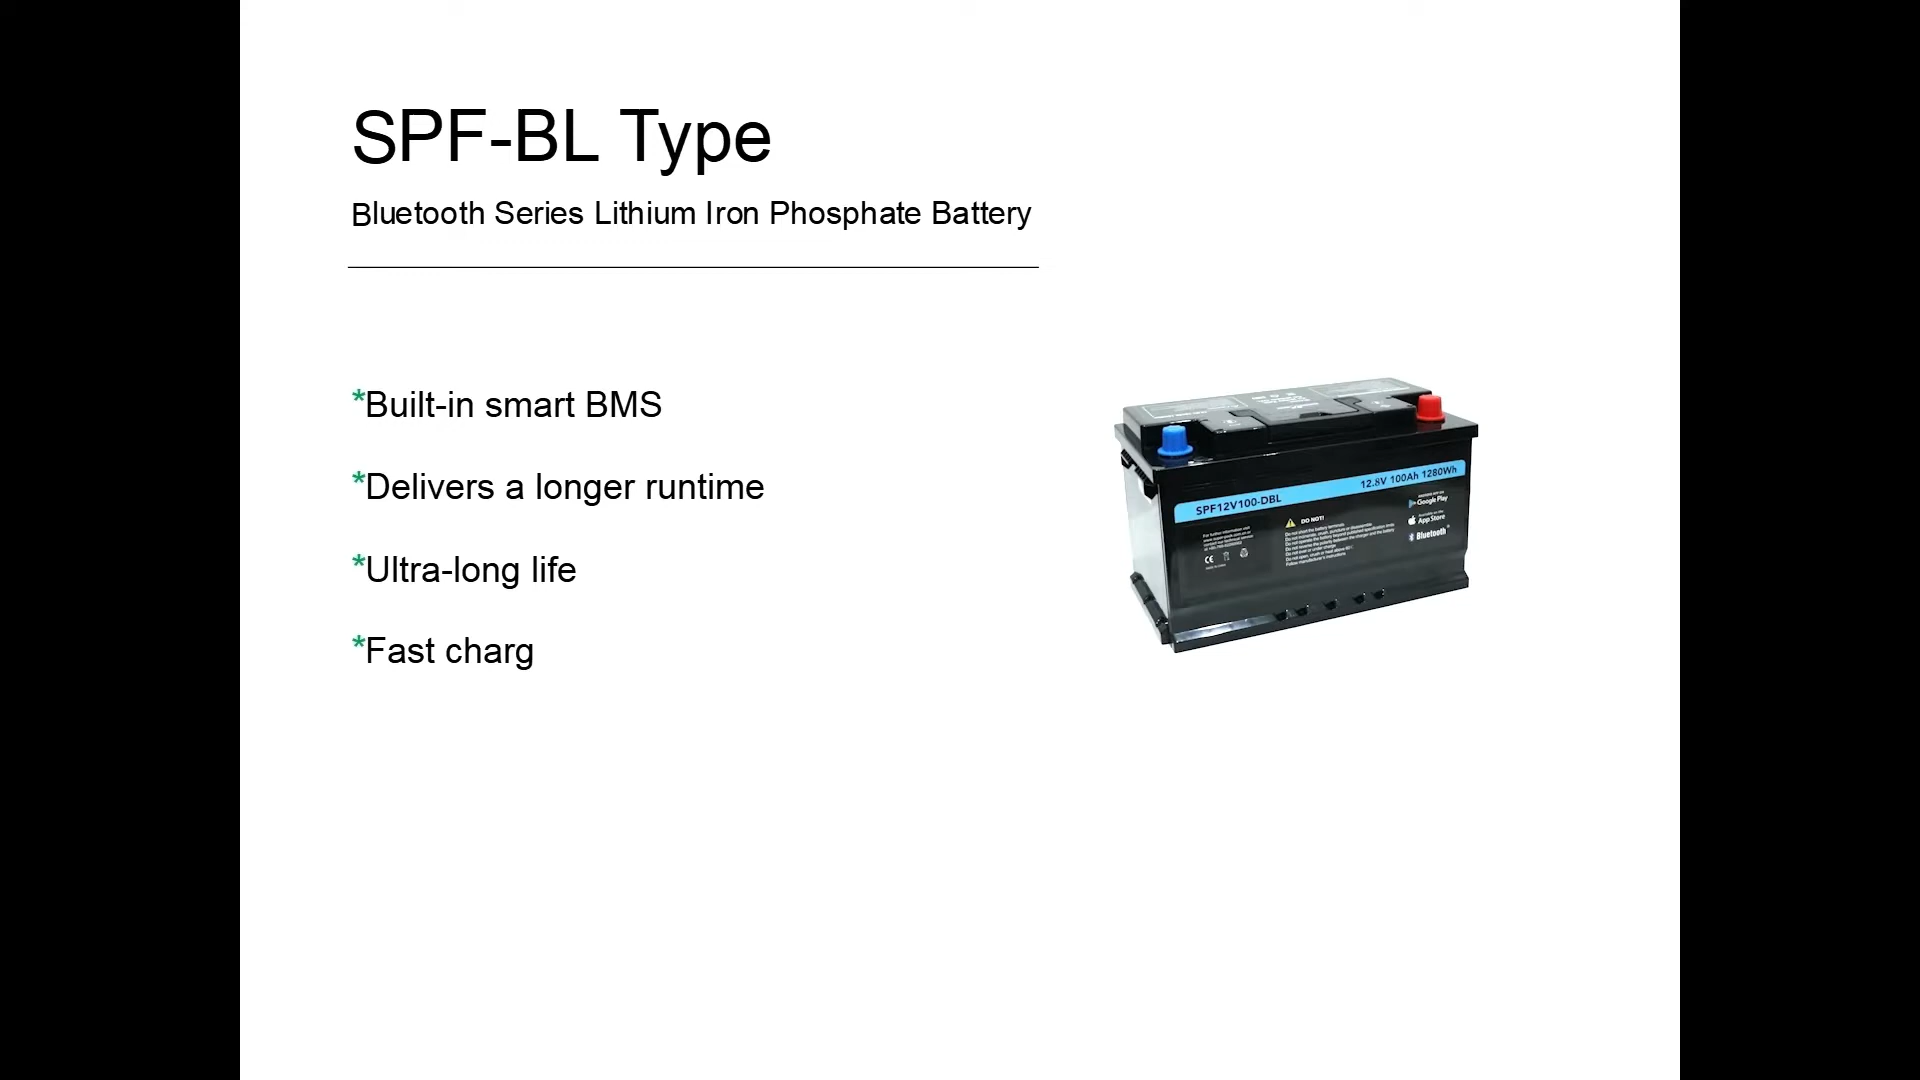 SPF-BL Type
Bluetooth Series Lithium Iron Phosphate Battery
*Built-in smart BMS
*Delivers a longer runtime
*Ultra-long life
*Fast charg
SPF12V100-DBL
12.8V 100Ah 1280Wh
DO NOT!
Google Play
App Store
Bluetooth